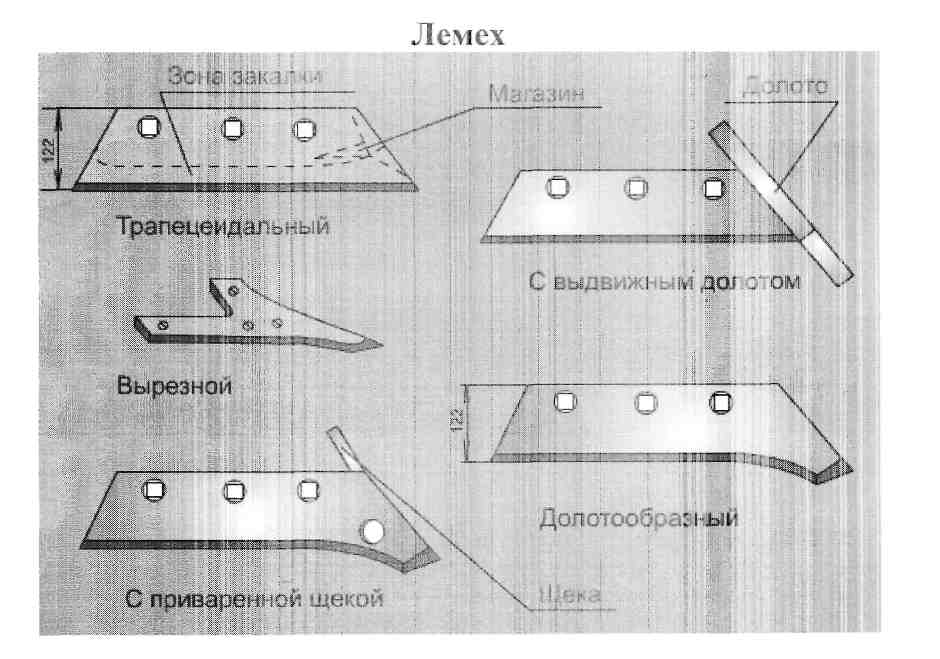 Лемех
Зона закалки
Магазин
Долото
122
Трапецеидальный
С выдвижным долотом
Вырезной
122
Долотообразный
С приваренной щекой
Щека